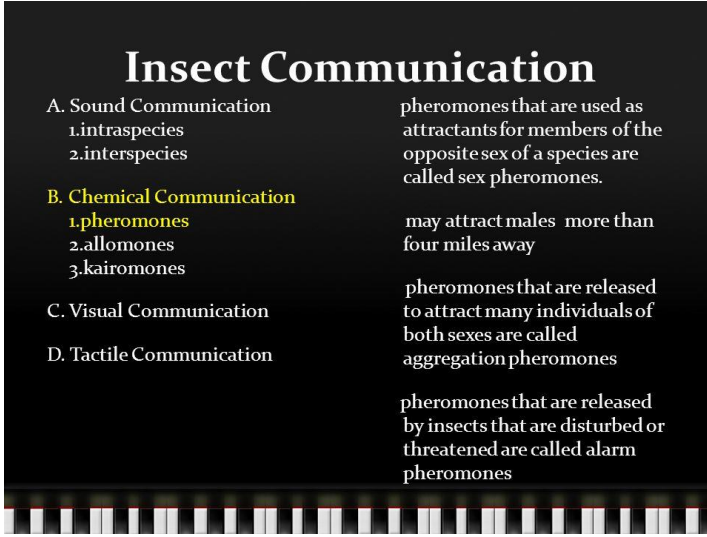 Insect Communication
A. Sound Communication
1.intraspecies
2.interspecies
B. Chemical Communication
1.pheromones
2.allomones
3.kairomones
C. Visual Communication
D. Tactile Communication
pheromones that are used as
attractants for members of the
opposite sex of a species are
called sex pheromones.
may attract males more than
four miles away
pheromones that are released
to attract many individuals of
both sexes are called
aggregation pheromones
pheromones that are released
by insects that are disturbed or
threatened are called alarm
pheromones